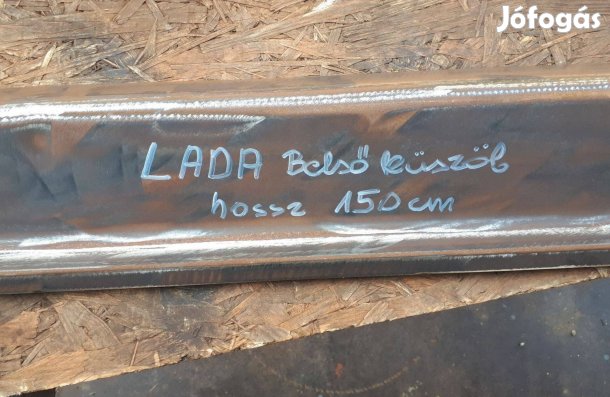 Jófogás
LADA Belső küszöb
hossz 150 cm